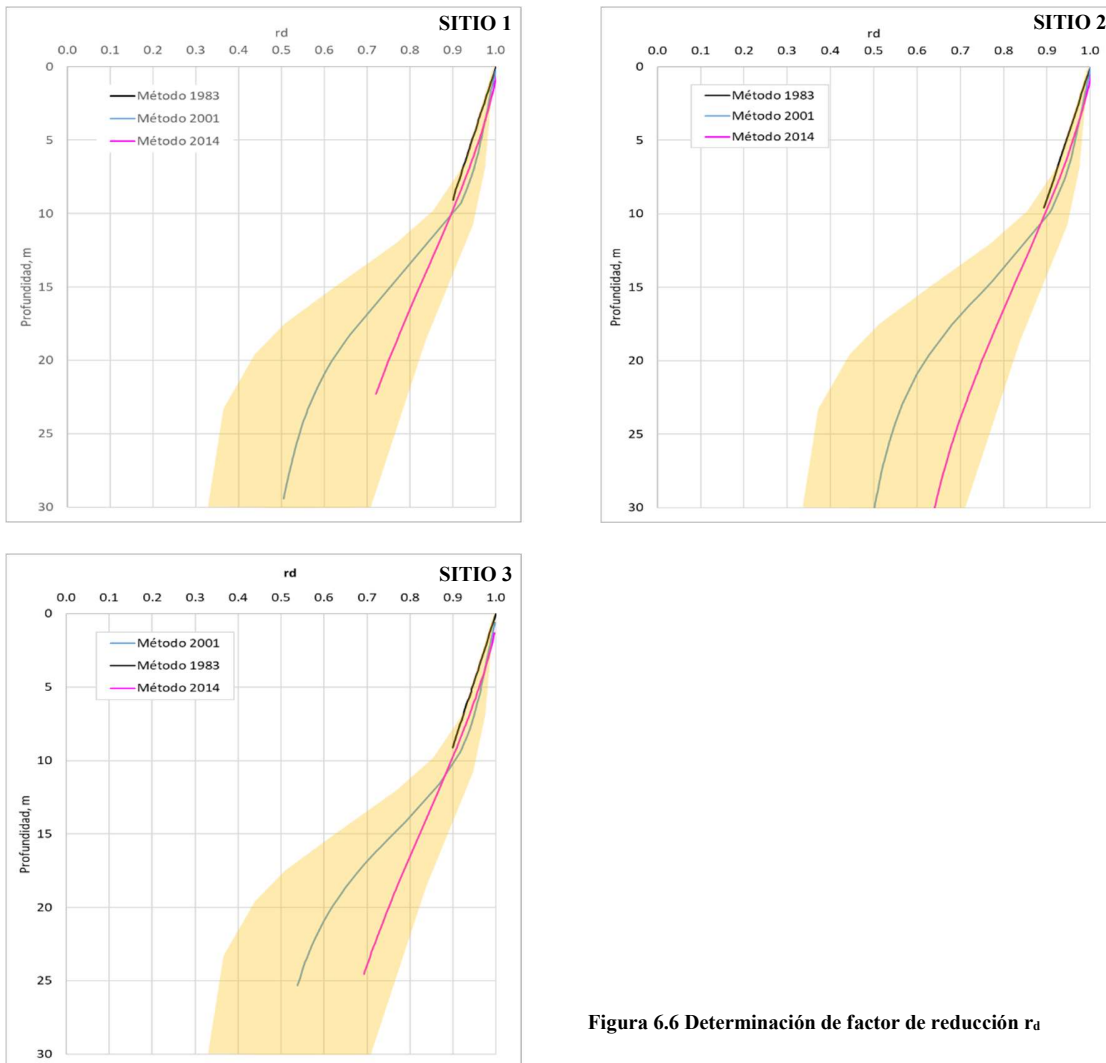 SITIO 1
rd
0.0 0.1 0.2 0.3 0.4 0.5 0.6 0.7 0.8 0.9 1.0
0
5
10
15
20
25
30
Profundidad, m
Método 1983
Método 2001
Método 2014
SITIO 2
rd
0.0 0.1 0.2 0.3 0.4 0.5 0.6 0.7 0.8 0.9 1.0
0
5
10
15
20
25
30
Profundidad, m
Método 1983
Método 2001
Método 2014
SITIO 3
rd
0.0 0.1 0.2 0.3 0.4 0.5 0.6 0.7 0.8 0.9 1.0
0
5
10
15
20
25
30
Profundidad, m
Método 2001
Método 1983
Método 2014
Figura 6.6 Determinación de factor de reducción rd